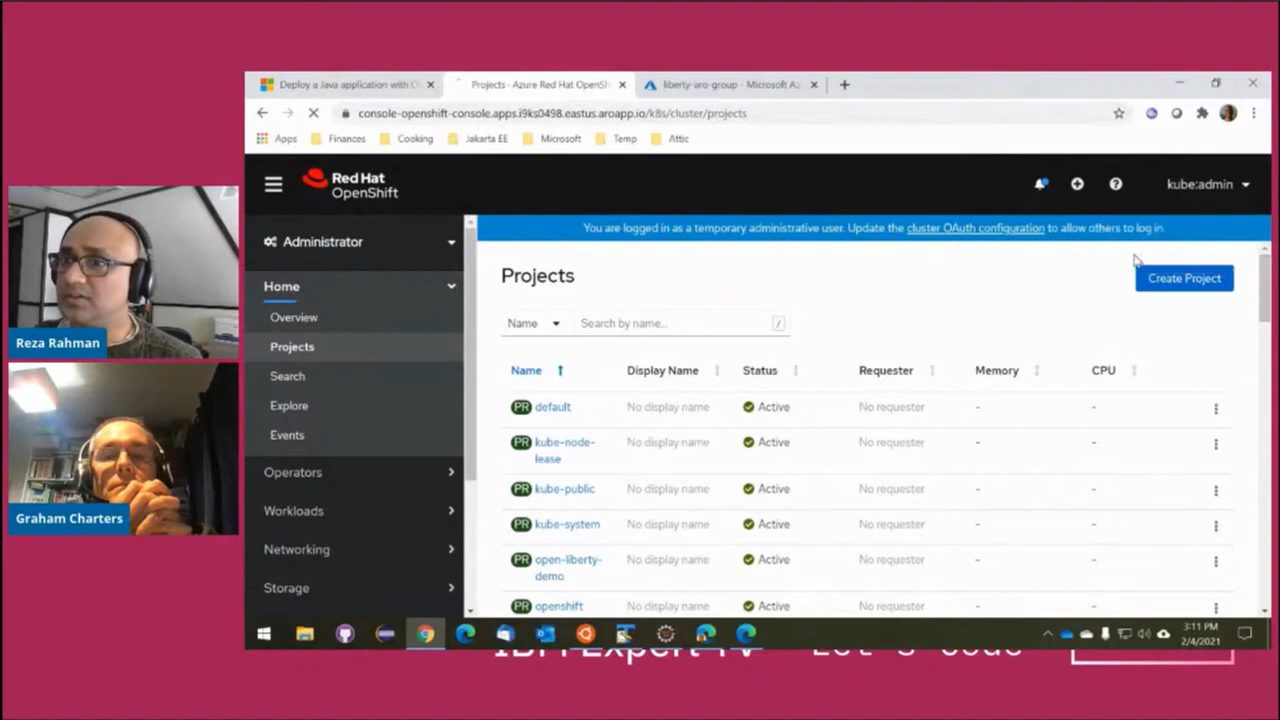 Deploy a Java application with O
Projects - Azure Red Hat OpenShi
liberty-aro-group - Microsoft Az
console-openshift-console.apps.i9ks0498.eastus.aroapp.io/k8s/cluster/projects
Apps Finances Cooking Jakarta EE Microsoft Temp Attic
Red Hat
OpenShift
kube:admin
You are logged in as a temporary administrative user. Update the cluster OAuth configuration to allow others to log in.
Administrator
Home
Overview
Projects
Search
Explore
Events
Operators
Workloads
Networking
Storage
Projects
Create Project
Name Search by name... /
Name Display Name Status Requester Memory CPU
PR default No display name Active No requester - -
PR kube-node-
lease No display name Active No requester - -
PR kube-public No display name Active No requester - -
PR kube-system No display name Active No requester - -
PR open-liberty-
demo No display name Active No requester - -
PR openshift No display name Active No requester - -
Reza Rahman
Graham Charters
3:11 PM
2/4/2021
IBM Expert TV Let's Code